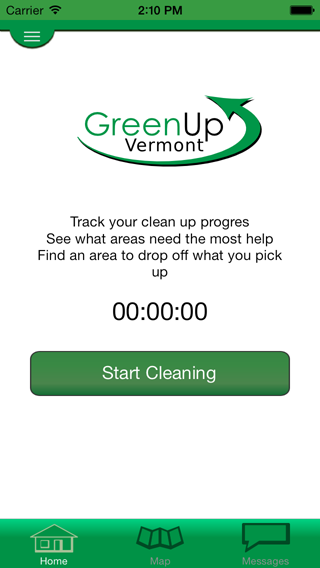 Carrier 2:10 PM
GreenUp
Vermont
Track your clean up progres
See what areas need the most help
Find an area to drop off what you pick
up
00:00:00
Start Cleaning
Home Map Messages